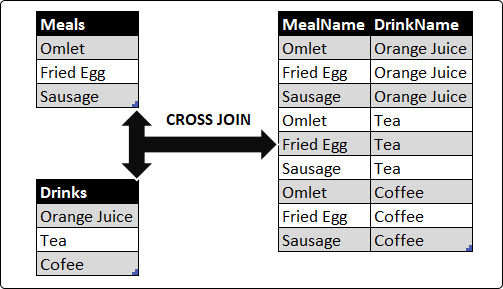 Meals
Omlet
Fried Egg
Sausage
CROSS JOIN
Drinks
Orange Juice
Tea
Cofee
MealName DrinkName
Omlet Orange Juice
Fried Egg Orange Juice
Sausage Orange Juice
Omlet Tea
Fried Egg Tea
Sausage Tea
Omlet Coffee
Fried Egg Coffee
Sausage Coffee